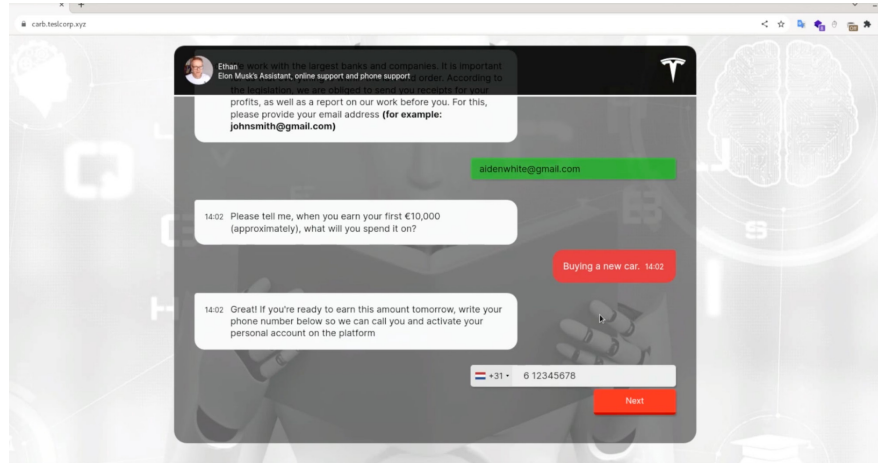 carb.teslcorp.xyz
Ethan
Elon Musk's Assistant, online support and phone support
We work with the largest banks and companies. It is important
order. According to
the legislation, we are obliged to send you receipts for your
profits, as well as a report on our work before you. For this,
please provide your email address (for example:
johnsmith@gmail.com)
aidenwhite@gmail.com
14:02 Please tell me, when you earn your first €10,000
(approximately), what will you spend it on?
Buying a new car. 14:02
14:02 Great! If you're ready to earn this amount tomorrow, write your
phone number below so we can call you and activate your
personal account on the platform
+31 6 12345678
Next